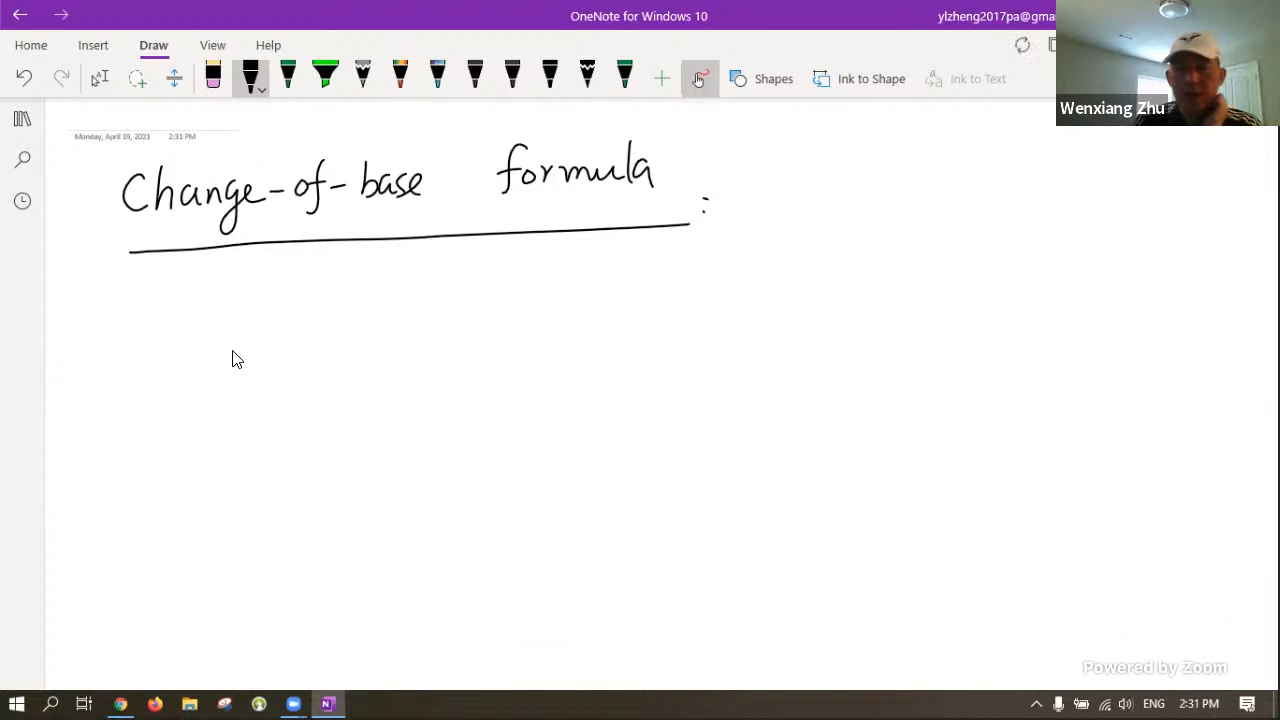 OneNote for Windows 10
ylzheng2017pa@gma
Home Insert Draw View Help
Shapes Ink to Shape Ink to Text
Wenxiang Zhu
Monday, April 19, 2021 2:31 PM
Change-of-base formula :
Powered by Zoom
ENG 2:31 PM